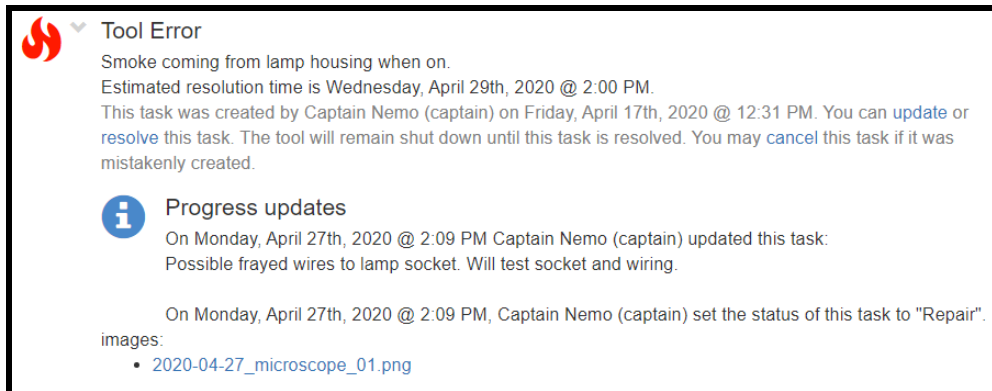 Tool Error
Smoke coming from lamp housing when on.
Estimated resolution time is Wednesday, April 29th, 2020 @ 2:00 PM.
This task was created by Captain Nemo (captain) on Friday, April 17th, 2020 @ 12:31 PM. You can update or
resolve this task. The tool will remain shut down until this task is resolved. You may cancel this task if it was
mistakenly created.
Progress updates
On Monday, April 27th, 2020 @ 2:09 PM Captain Nemo (captain) updated this task:
Possible frayed wires to lamp socket. Will test socket and wiring.
On Monday, April 27th, 2020 @ 2:09 PM, Captain Nemo (captain) set the status of this task to "Repair".
images:
• 2020-04-27_microscope_01.png